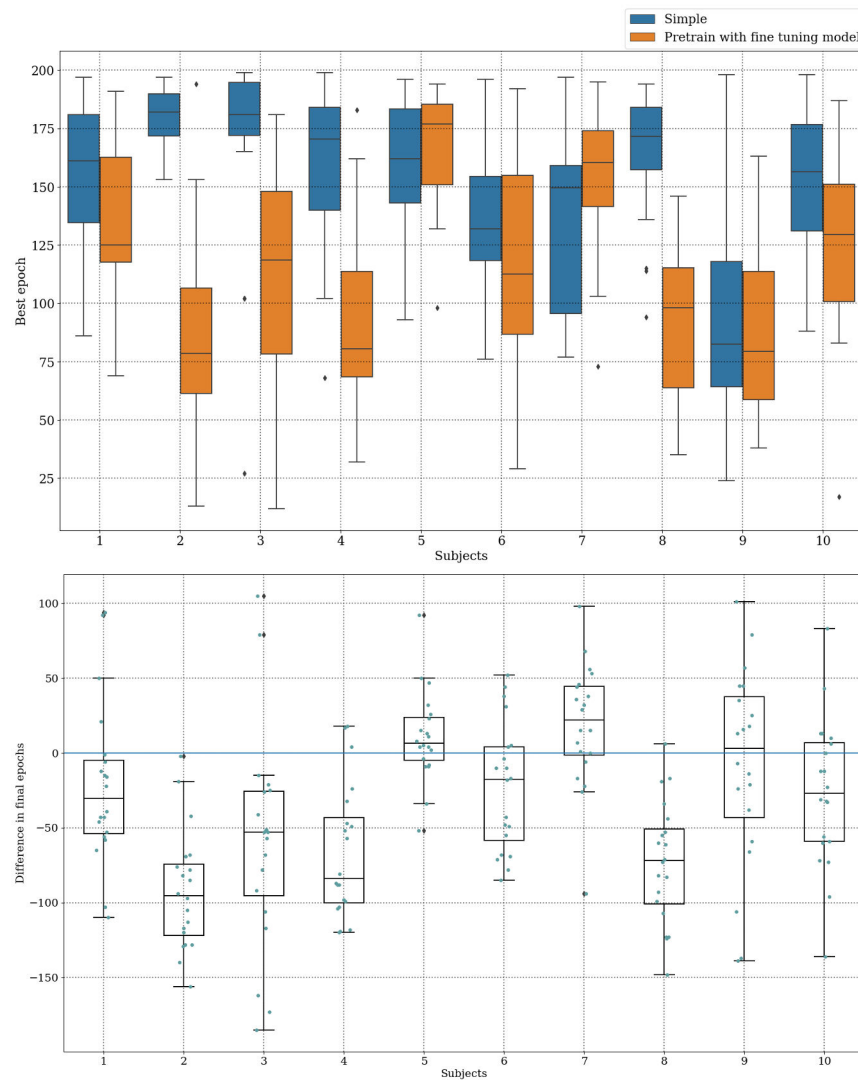 Simple
Pretrain with fine tuning model
200
175
150
125
100
75
50
25
Best epoch
1 2 3 4 5 6 7 8 9 10
Subjects
100
50
0
−50
−100
−150
Difference in final epochs
1 2 3 4 5 6 7 8 9 10
Subjects